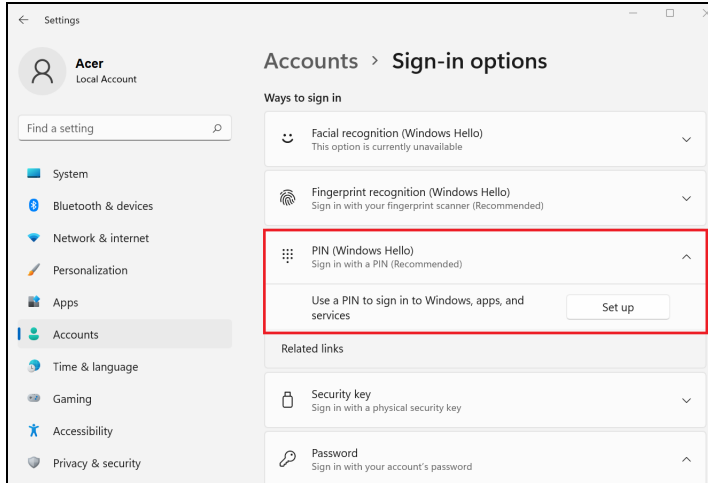 Settings
Acer
Local Account
Find a setting
System
Bluetooth & devices
Network & internet
Personalization
Apps
Accounts
Time & language
Gaming
Accessibility
Privacy & security
Accounts > Sign-in options
Ways to sign in
Facial recognition (Windows Hello)
This option is currently unavailable
Fingerprint recognition (Windows Hello)
Sign in with your fingerprint scanner (Recommended)
PIN (Windows Hello)
Sign in with a PIN (Recommended)
Use a PIN to sign in to Windows, apps, and
services
Set up
Related links
Security key
Sign in with a physical security key
Password
Sign in with your account's password